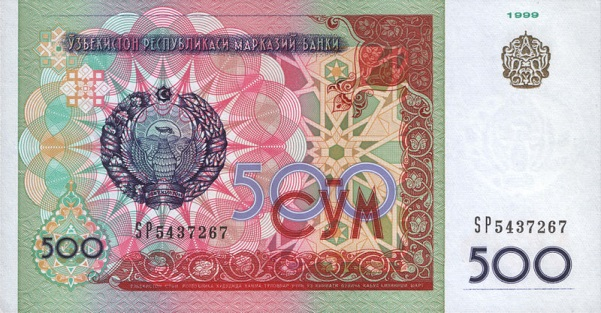 1999
ЎЗБЕКИСТОН РЕСПУБЛИКАСИ МАРКАЗИЙ БАНКИ
500
СЎМ
SP5437267
SP5437267
500
500